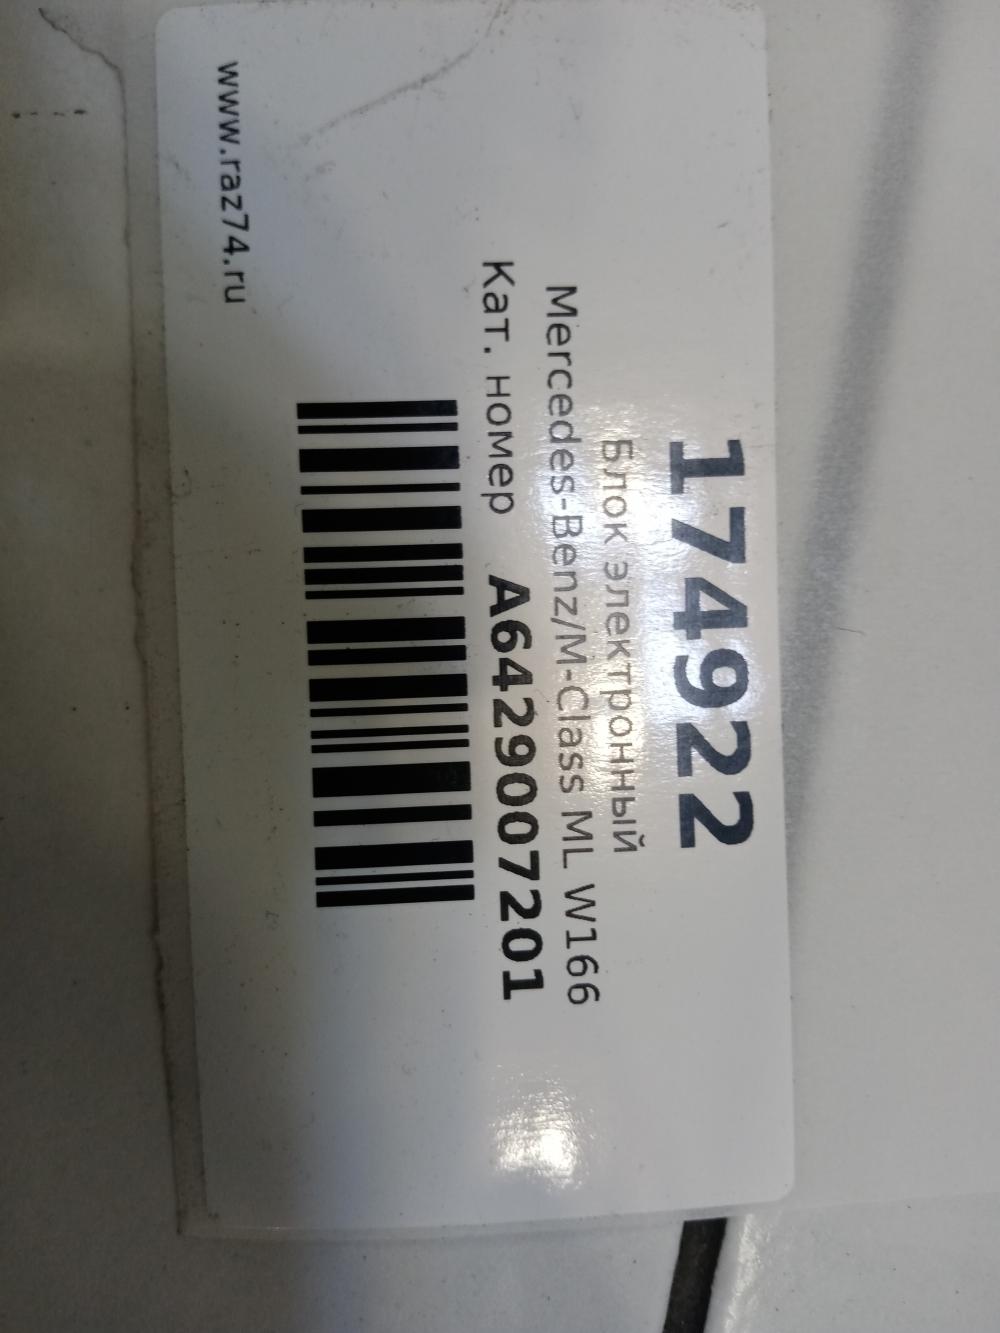 174922
Блок электронный
Mercedes-Benz/M-Class ML W166
Кат. номер A6429007201
www.raz74.ru